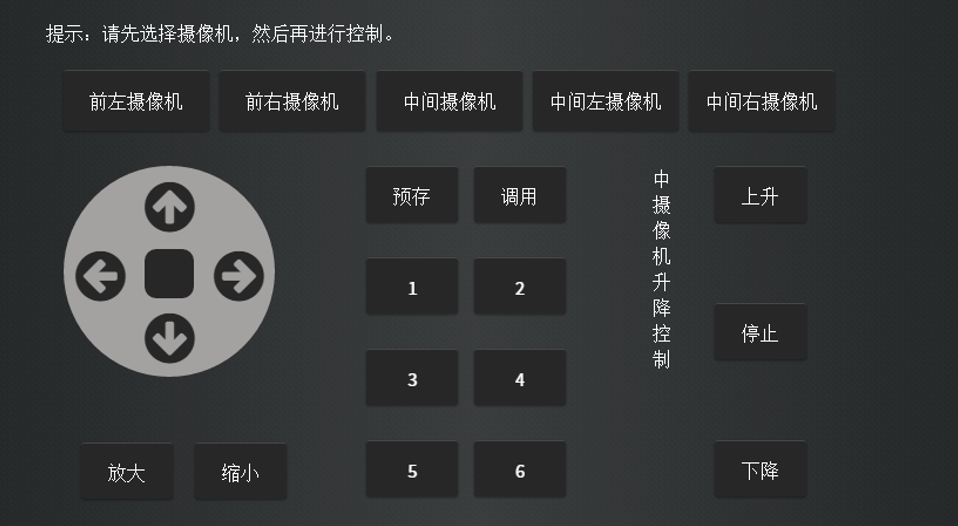 提示：请先选择摄像机，然后再进行控制。
前左摄像机
前右摄像机
中间摄像机
中间左摄像机
中间右摄像机
预存
调用
1
2
3
4
5
6
放大
缩小
中摄像机升降控制
上升
停止
下降